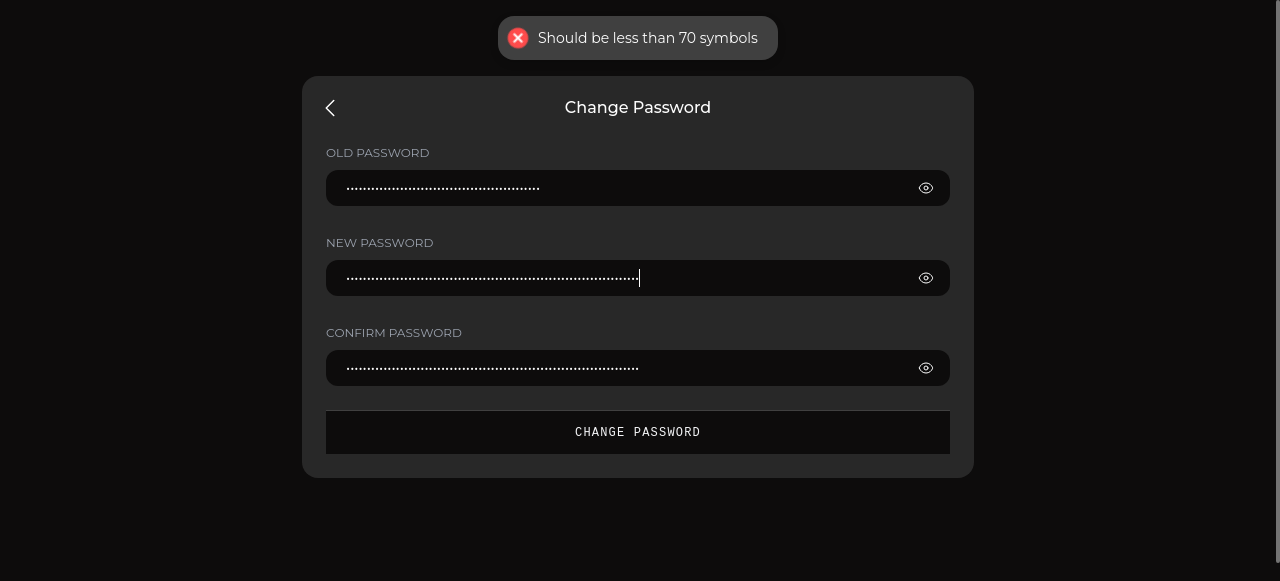 Should be less than 70 symbols
Change Password
OLD PASSWORD
NEW PASSWORD
CONFIRM PASSWORD
CHANGE PASSWORD